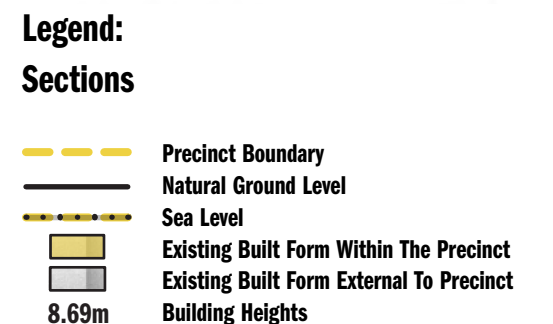 Legend:
Sections
Precinct Boundary
Natural Ground Level
Sea Level
Existing Built Form Within The Precinct
Existing Built Form External To Precinct
8.69m Building Heights